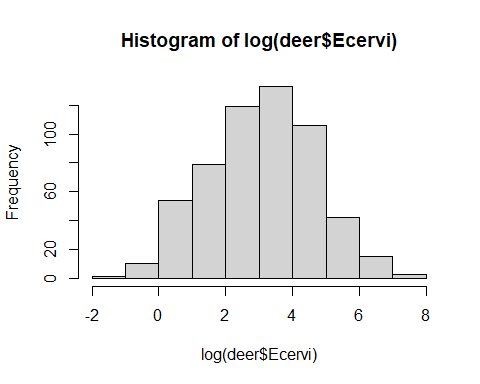 Histogram of log(deer$Ecervi)
Frequency
100
60
20
0
-2 0 2 4 6 8
log(deer$Ecervi)